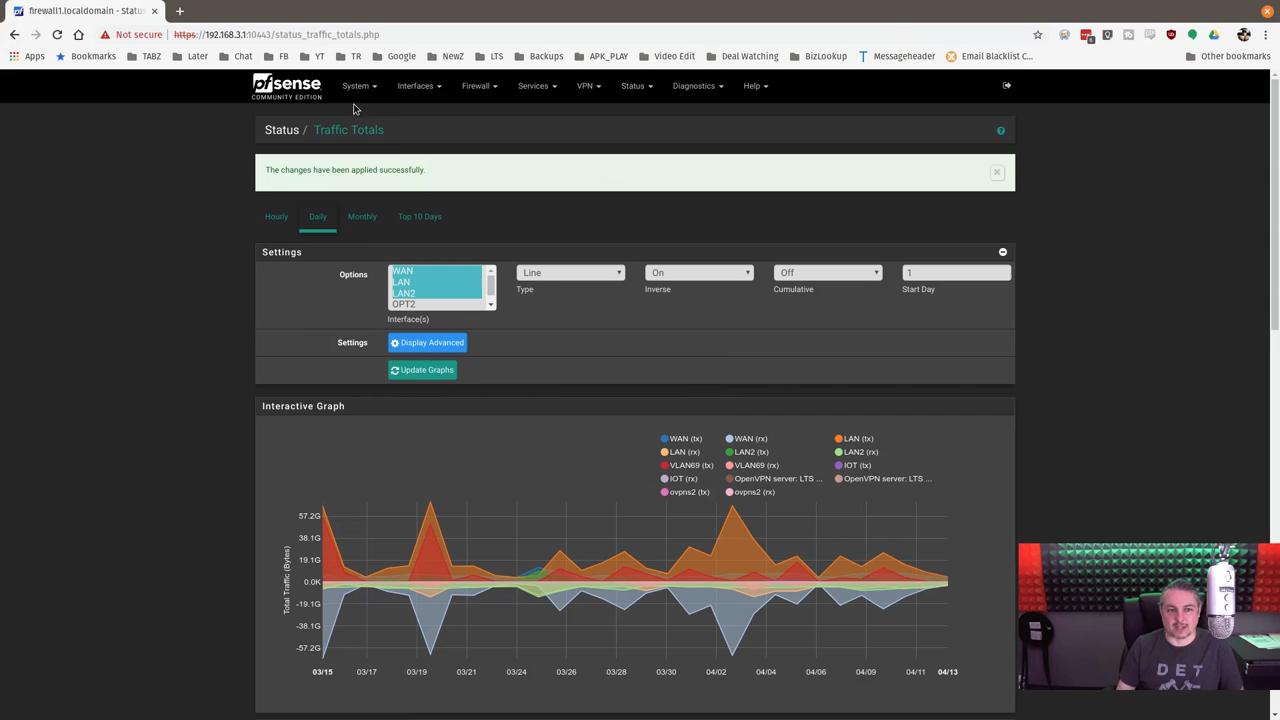 firewall1.localdomain - Status
Not secure
https://192.168.3.1:10443/status_traffic_totals.php
6
Apps
Bookmarks
TABZ
Later
Chat
FB
YT
TR
Google
NewZ
LTS
Backups
APK_PLAY
Video Edit
Deal Watching
BizLookup
Messageheader
Email Blacklist C...
Other bookmarks
pfsense
COMMUNITY EDITION
System
Interfaces
Firewall
Services
VPN
Status
Diagnostics
Help
Status / Traffic Totals
The changes have been applied successfully.
Hourly
Daily
Monthly
Top 10 Days
Settings
Options
WAN
LAN
LAN2
OPT2
Interface(s)
Line
Type
On
Inverse
Off
Cumulative
1
Start Day
Settings
Display Advanced
Update Graphs
Interactive Graph
WAN (tx)
WAN (rx)
LAN (tx)
LAN (rx)
LAN2 (tx)
LAN2 (rx)
VLAN69 (tx)
VLAN69 (rx)
IOT (tx)
IOT (rx)
OpenVPN server: LTS ...
OpenVPN server: LTS ...
ovpns2 (tx)
ovpns2 (rx)
Total Traffic (Bytes)
57.2G
38.1G
19.1G
0.0K
-19.1G
-38.1G
-57.2G
03/15
03/17
03/19
03/22
03/24
03/26
03/28
03/30
04/02
04/04
04/06
04/09
04/11
04/13
DET